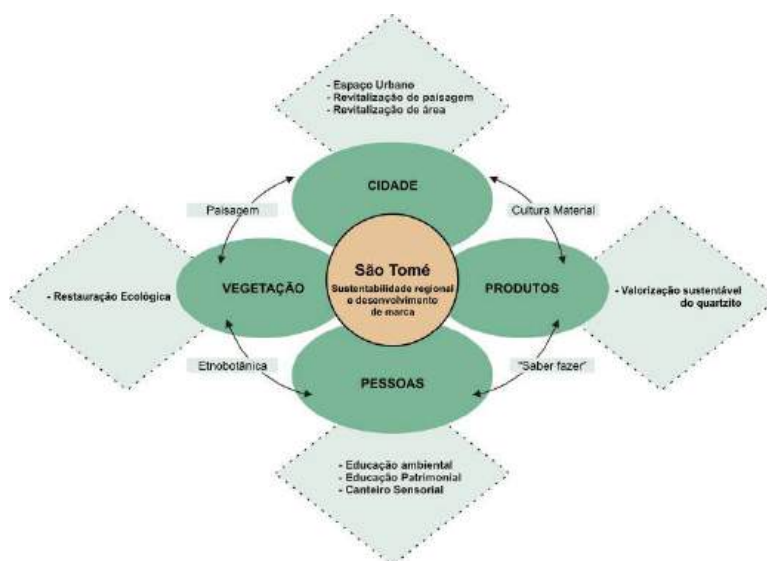 - Espaço Urbano
- Revitalização de paisagem
- Revitalização de área
CIDADE
Paisagem
Cultura Material
- Restauração Ecológica
VEGETAÇÃO
São Tomé
Sustentabilidade regional
e desenvolvimento
de marca
PRODUTOS
- Valorização sustentável
do quartzito
Etnobotânica
"Saber fazer"
PESSOAS
- Educação ambiental
- Educação Patrimonial
- Canteiro Sensorial